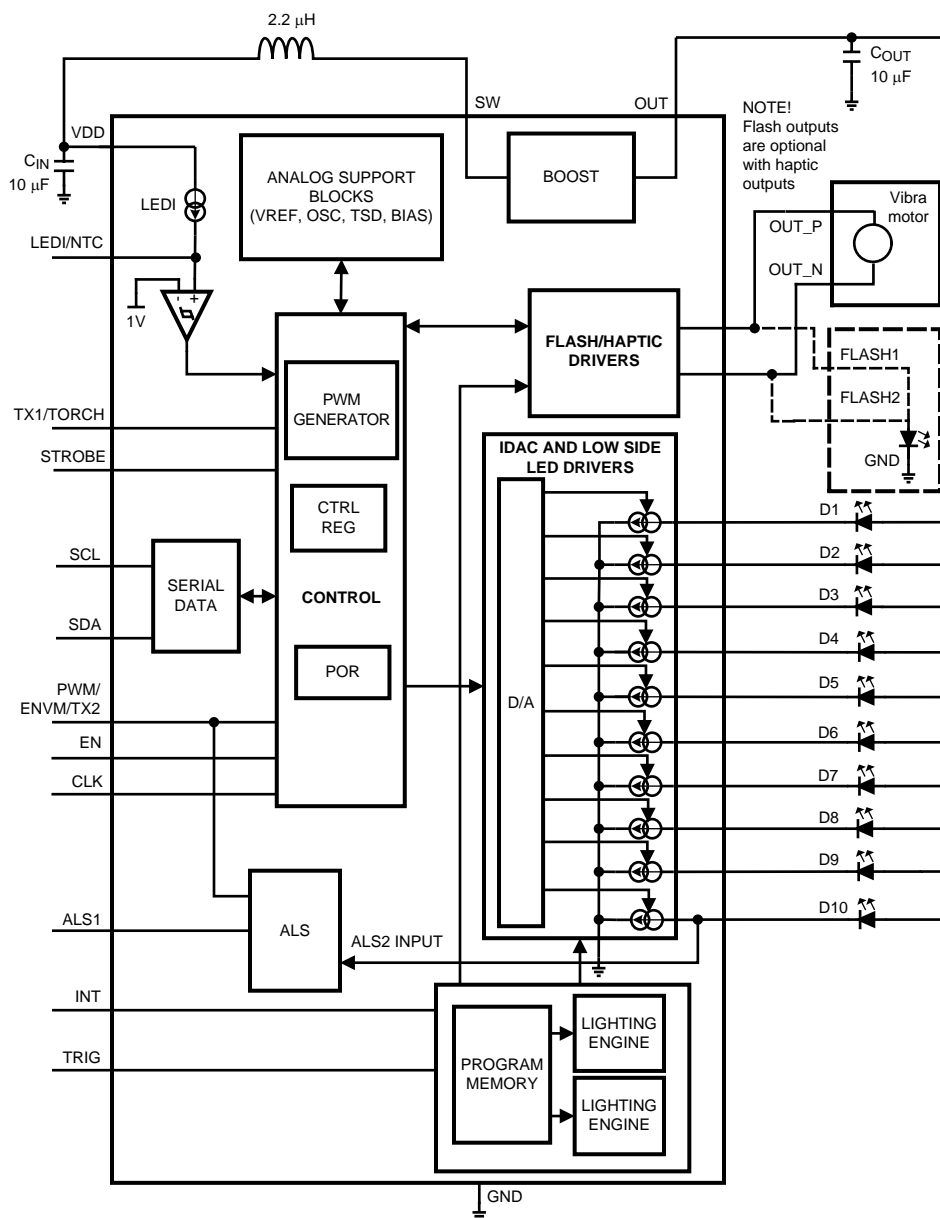 2.2 μH
COUT
10 μF
SW
OUT
VDD
CIN
10 μF
NOTE!
Flash outputs
are optional
with haptic
outputs
ANALOG SUPPORT
BLOCKS
(VREF, OSC, TSD, BIAS)
BOOST
LEDI
Vibra
motor
OUT_P
OUT_N
LEDI/NTC
- +
1V
FLASH/HAPTIC
DRIVERS
FLASH1
FLASH2
GND
PWM
GENERATOR
TX1/TORCH
STROBE
IDAC AND LOW SIDE
LED DRIVERS
CTRL
REG
D1
D2
D3
D4
D5
D6
D7
D8
D9
D10
SCL
SERIAL
DATA
SDA
CONTROL
POR
D/A
PWM/
ENVM/TX2
EN
CLK
ALS1
ALS
ALS2 INPUT
INT
TRIG
PROGRAM
MEMORY
LIGHTING
ENGINE
LIGHTING
ENGINE
GND